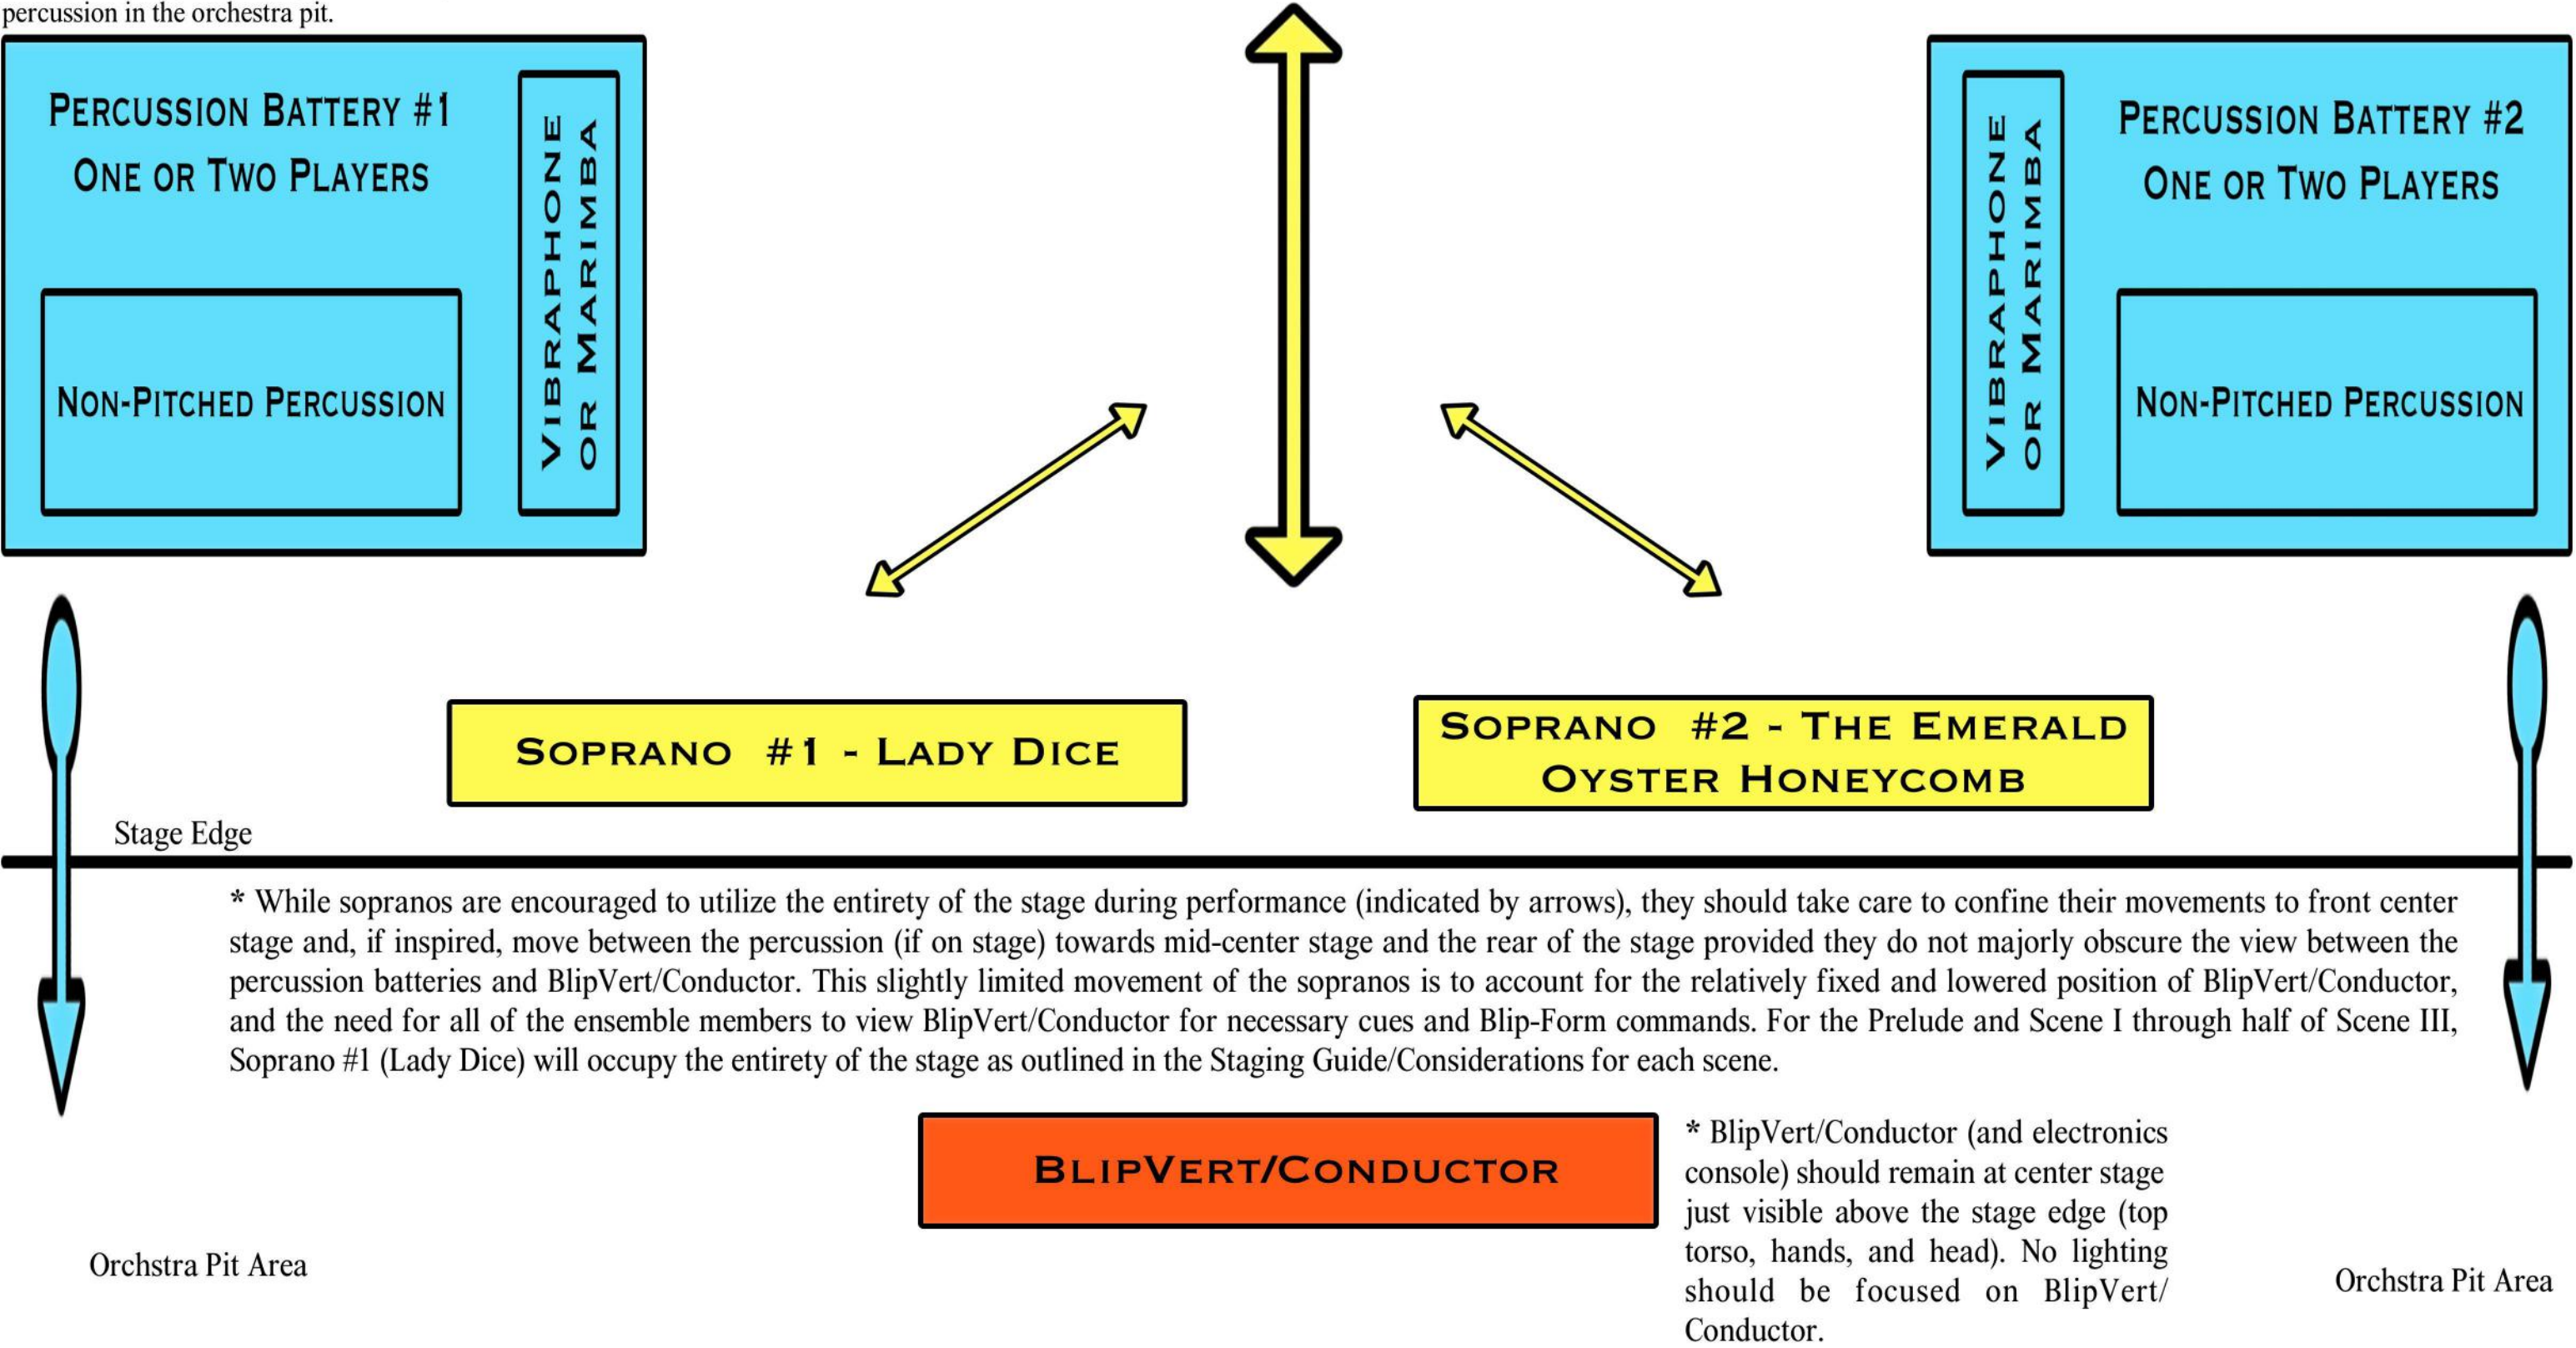 percussion in the orchestra pit.
Percussion Battery #1
One or Two Players
Vibraphone
or Marimba
Non-Pitched Percussion
Percussion Battery #2
One or Two Players
Vibraphone
or Marimba
Non-Pitched Percussion
Soprano #1 - Lady Dice
Soprano #2 - The Emerald
Oyster Honeycomb
Stage Edge
* While sopranos are encouraged to utilize the entirety of the stage during performance (indicated by arrows), they should take care to confine their movements to front center
stage and, if inspired, move between the percussion (if on stage) towards mid-center stage and the rear of the stage provided they do not majorly obscure the view between the
percussion batteries and BlipVert/Conductor. This slightly limited movement of the sopranos is to account for the relatively fixed and lowered position of BlipVert/Conductor,
and the need for all of the ensemble members to view BlipVert/Conductor for necessary cues and Blip-Form commands. For the Prelude and Scene I through half of Scene III,
Soprano #1 (Lady Dice) will occupy the entirety of the stage as outlined in the Staging Guide/Considerations for each scene.
BlipVert/Conductor
* BlipVert/Conductor (and electronics
console) should remain at center stage
just visible above the stage edge (top
torso, hands, and head). No lighting
should be focused on BlipVert/
Conductor.
Orchstra Pit Area
Orchstra Pit Area